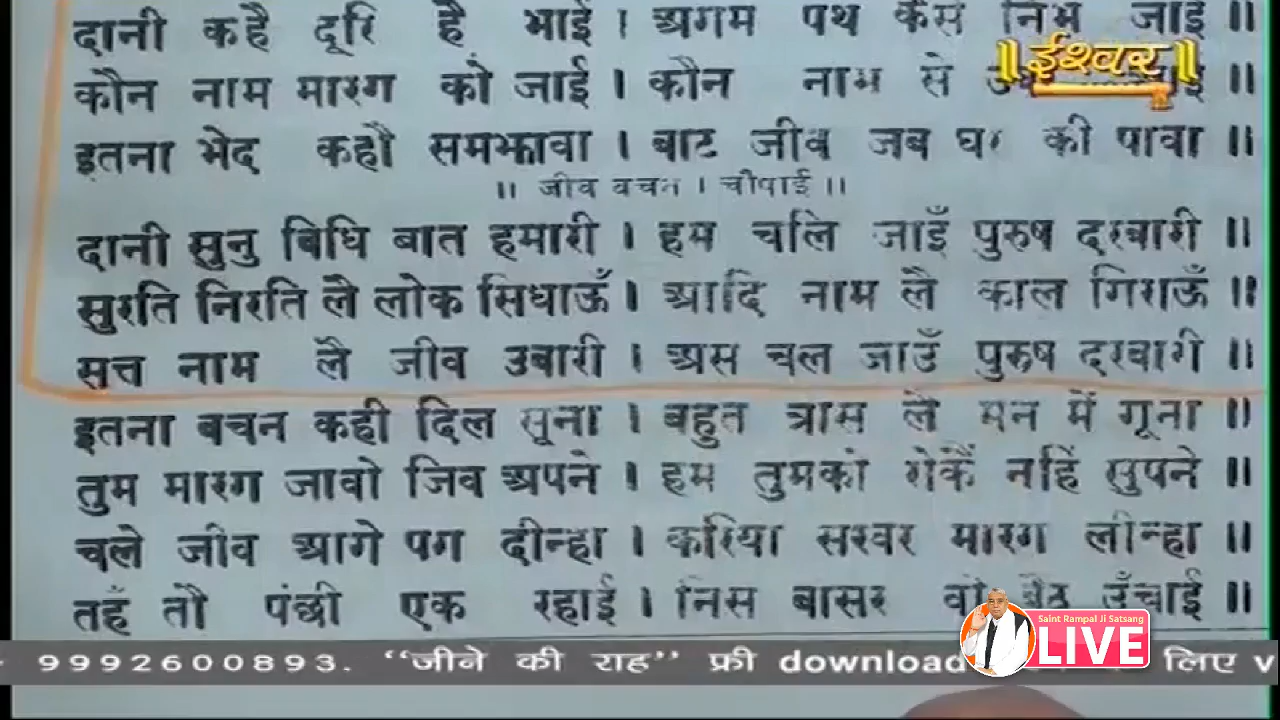 दानी कहै दूरि है भाई । अगम पथ कैसे निभ जाई ॥
॥ ईश्वर ॥
कौन नाम मारग को जाई । कौन नाम से ॥
इतना भेद कहौ समझावा । बाट जीव जब घर की पावा ॥
॥ जीव वचन । चौपाई ॥
दानी सुनु बिधि बात हमारी । हम चलि जाइँ पुरुष दरबारी ॥
सुरति निरति लै लोक सिधाऊँ । आदि नाम लै काल गिराऊँ ॥
सत्त नाम लै जीव उबारी । अस चल जाउँ पुरुष दरबारी ॥
इतना बचन कही दिल सूना । बहुत त्रास लै मन में गूना ॥
तुम मारग जावो जिव अपने । हम तुमको रोकैं नहिं सुपने ॥
चले जीव आगे पग दीन्हा । करिया सरवर मारग लीन्हा ॥
तहँ तौ पंछी एक रहाई । निस बासर वो बैठ उँचाई ॥
Saint Rampal Ji Satsang
LIVE
9992600893. “जीने की राह” फ्री download लिए v